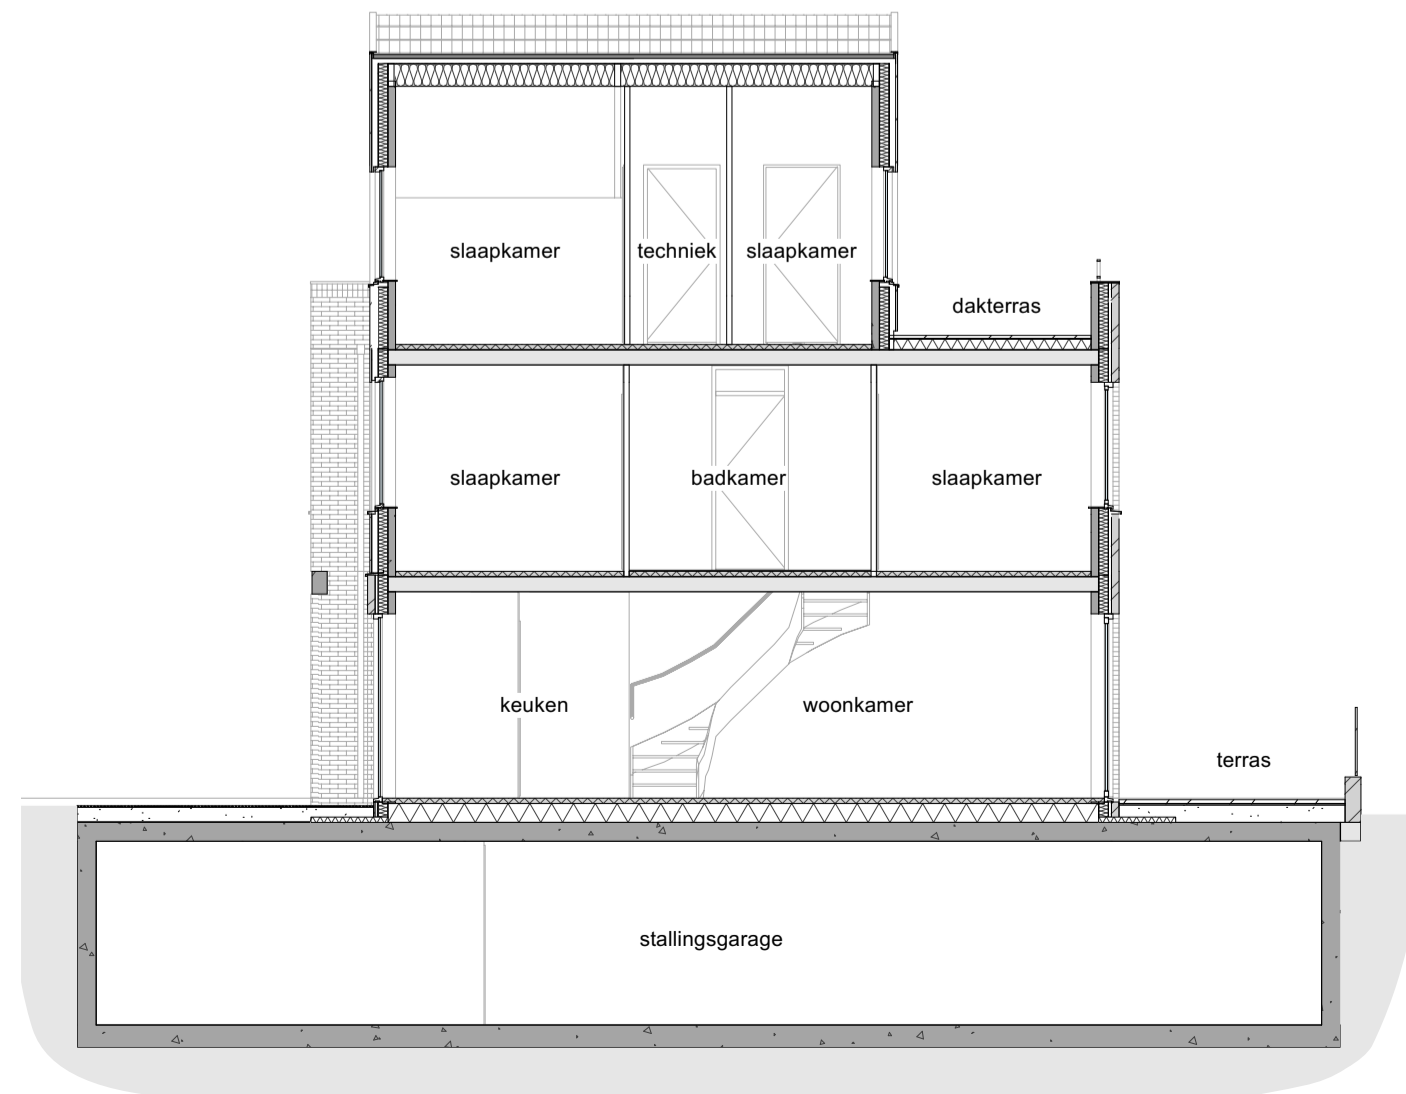 slaapkamer
techniek
slaapkamer
dakterras
slaapkamer
badkamer
slaapkamer
keuken
woonkamer
terras
stallingsgarage